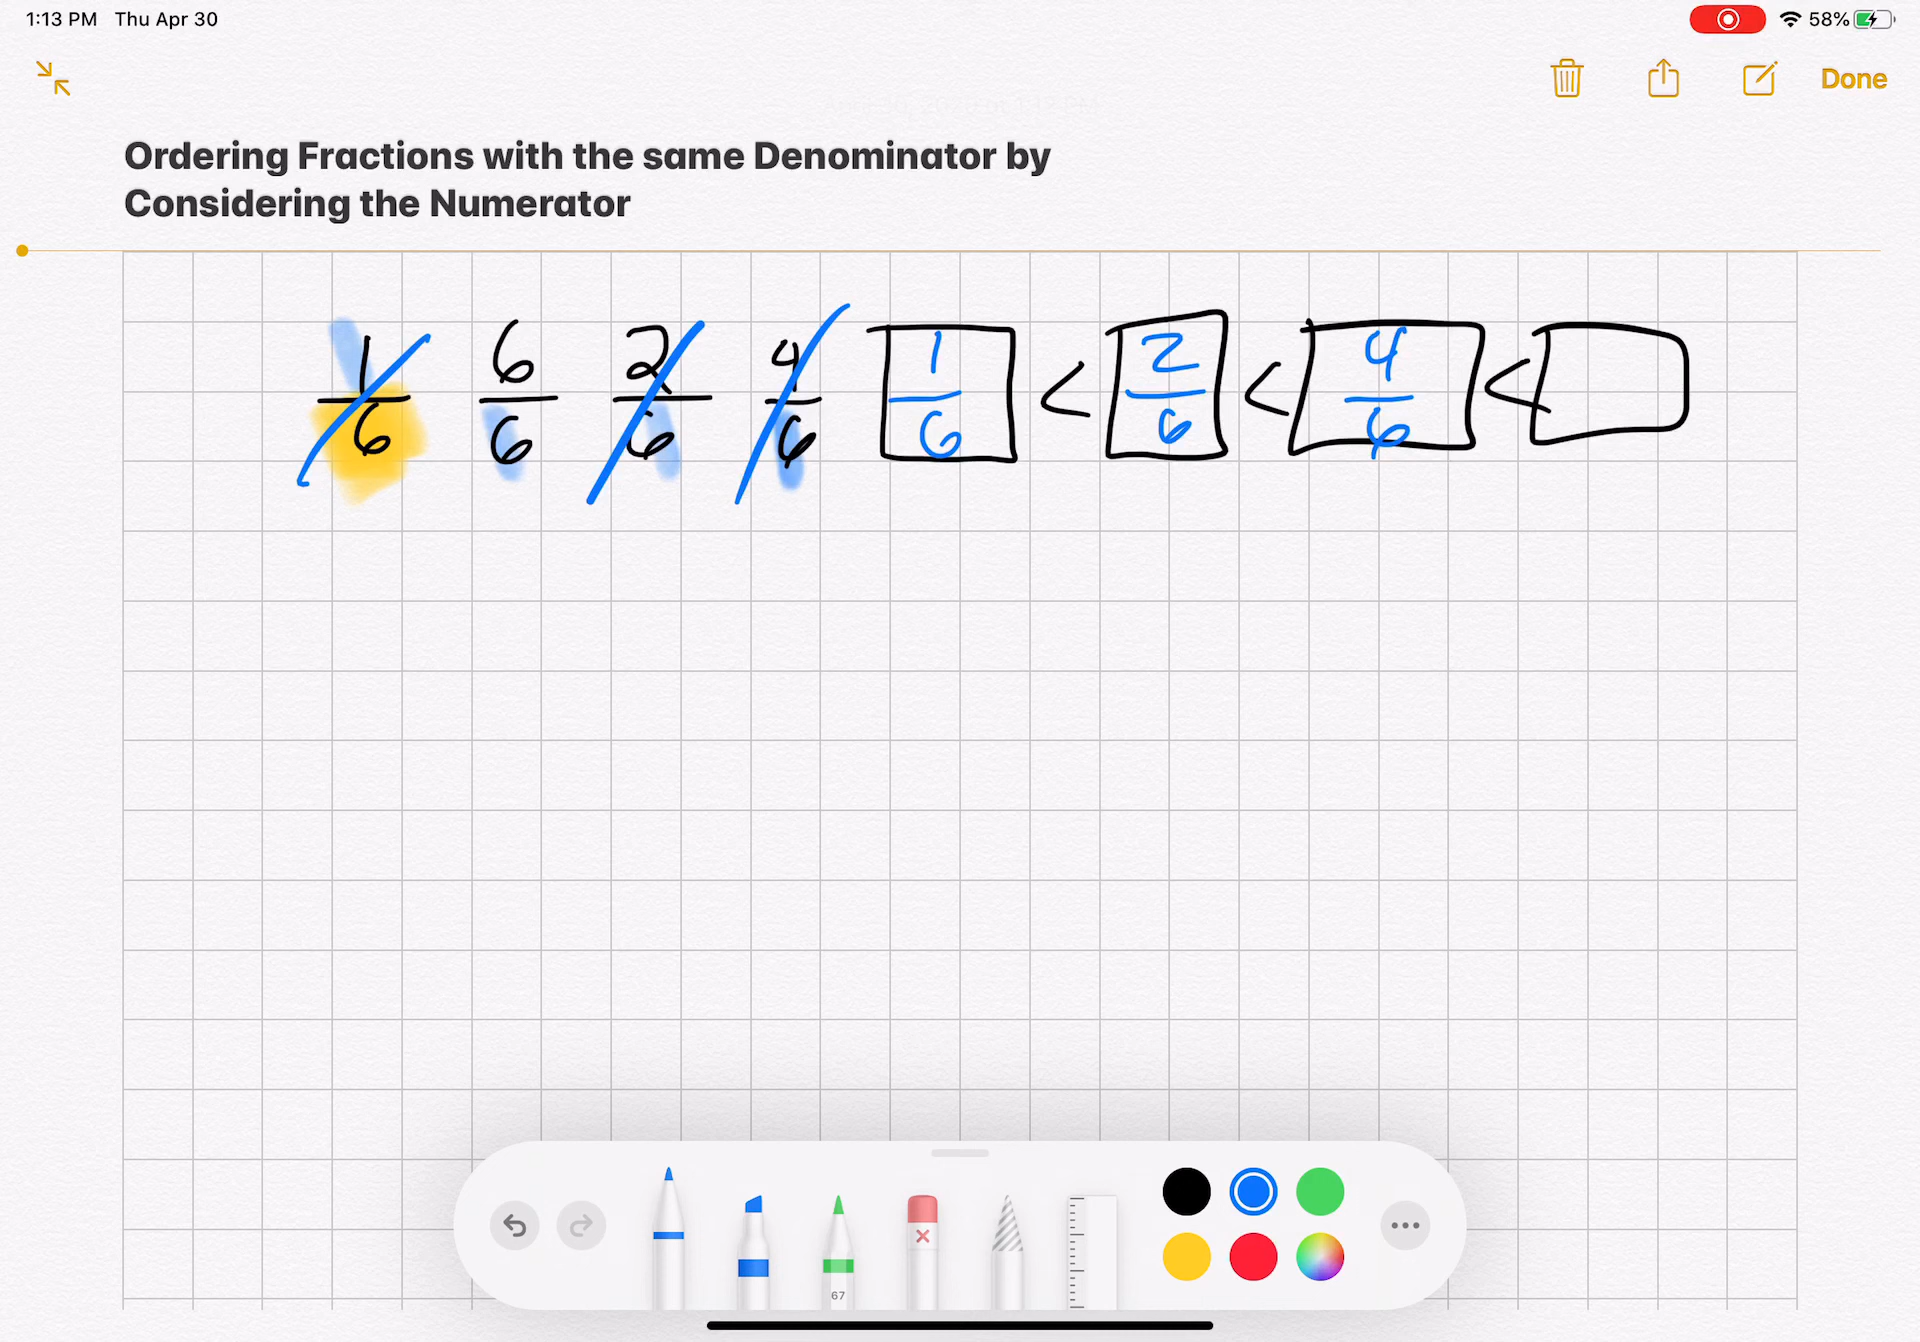 1:13 PM Thu Apr 30 58%
Done
Ordering Fractions with the same Denominator by
Considering the Numerator
1/6 6/6 2/6 4/6 1/6 < 2/6 < 4/6 <
67